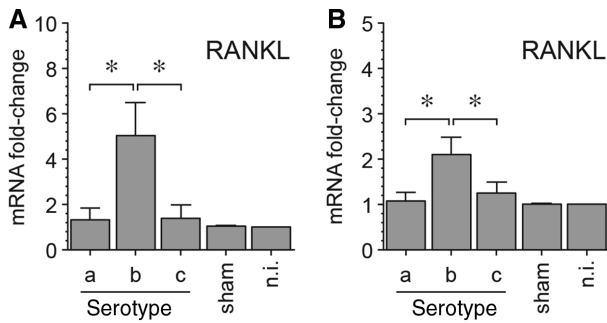 A
RANKL
mRNA fold-change
10
8
6
4
2
0
* *
a b c sham n.i.
Serotype
B
RANKL
mRNA fold-change
5
4
3
2
1
0
* *
a b c sham n.i.
Serotype